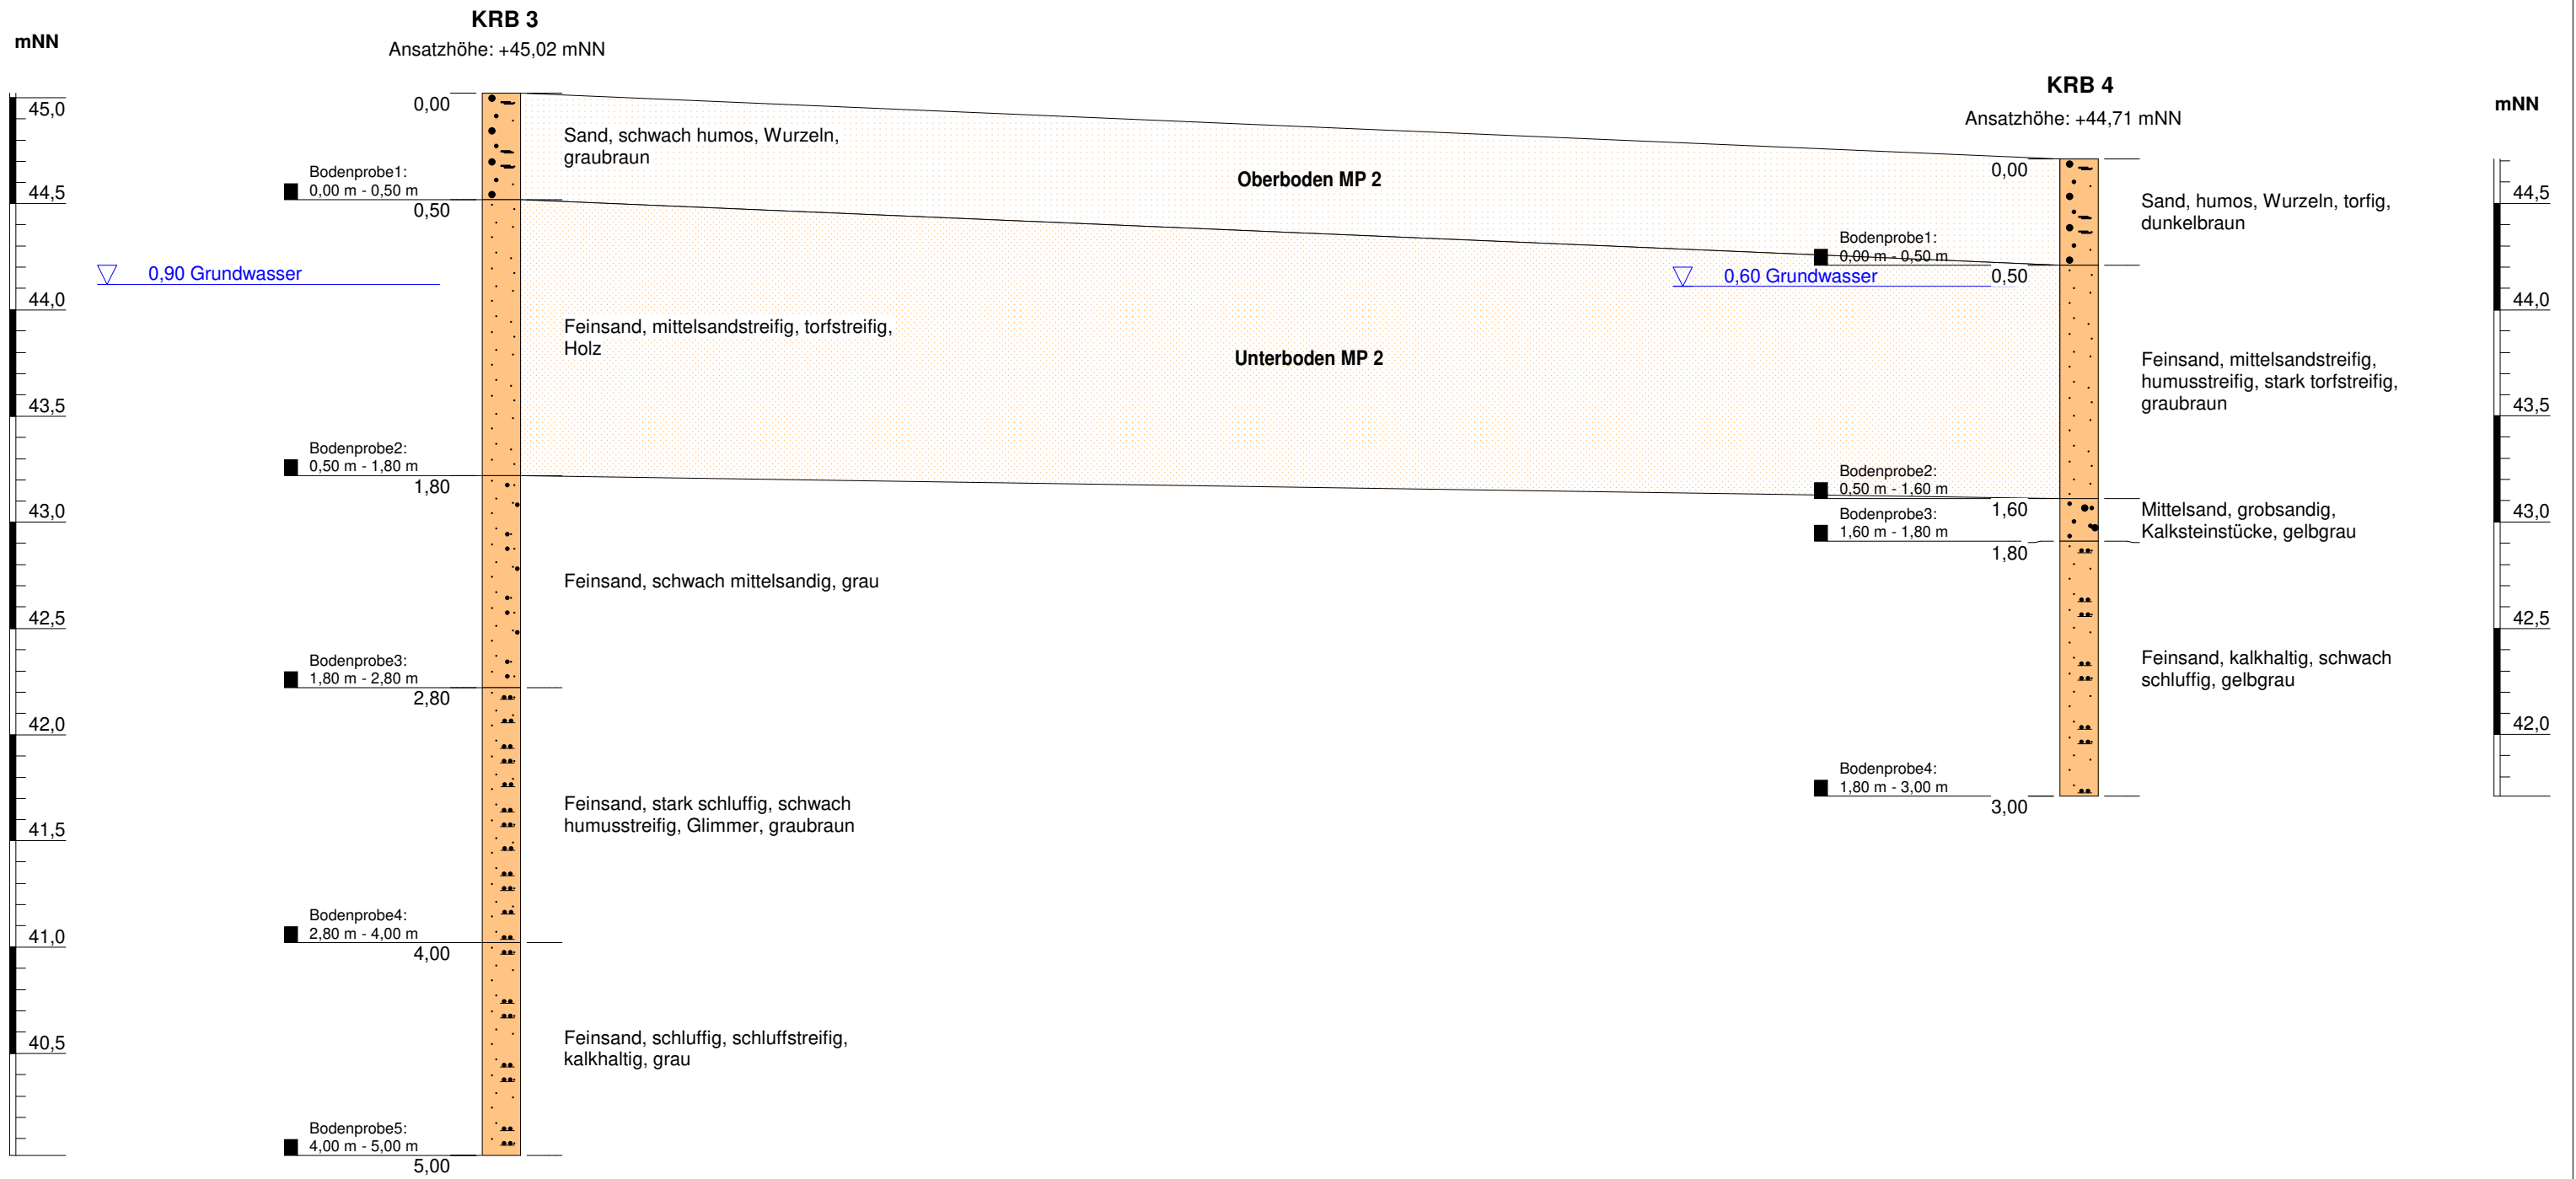 KRB 3
mNN
Ansatzhöhe: +45,02 mNN
45,0
44,5
44,0
43,5
43,0
42,5
42,0
41,5
41,0
40,5
0,00
Sand, schwach humos, Wurzeln,
graubraun
Bodenprobe1:
0,00 m - 0,50 m
0,50
0,90 Grundwasser
Feinsand, mittelsandstreifig, torfstreifig,
Holz
Bodenprobe2:
0,50 m - 1,80 m
1,80
Feinsand, schwach mittelsandig, grau
Bodenprobe3:
1,80 m - 2,80 m
2,80
Feinsand, stark schluffig, schwach
humusstreifig, Glimmer, graubraun
Bodenprobe4:
2,80 m - 4,00 m
4,00
Feinsand, schluffig, schluffstreifig,
kalkhaltig, grau
Bodenprobe5:
4,00 m - 5,00 m
5,00
Oberboden MP 2
Unterboden MP 2
KRB 4
Ansatzhöhe: +44,71 mNN
0,00
Sand, humos, Wurzeln, torfig,
dunkelbraun
Bodenprobe1:
0,00 m - 0,50 m
0,60 Grundwasser
0,50
Feinsand, mittelsandstreifig,
humusstreifig, stark torfstreifig,
graubraun
Bodenprobe2:
0,50 m - 1,60 m
1,60
Mittelsand, grobsandig,
Kalksteinstücke, gelbgrau
Bodenprobe3:
1,60 m - 1,80 m
1,80
Feinsand, kalkhaltig, schwach
schluffig, gelbgrau
Bodenprobe4:
1,80 m - 3,00 m
3,00
mNN
44,5
44,0
43,5
43,0
42,5
42,0